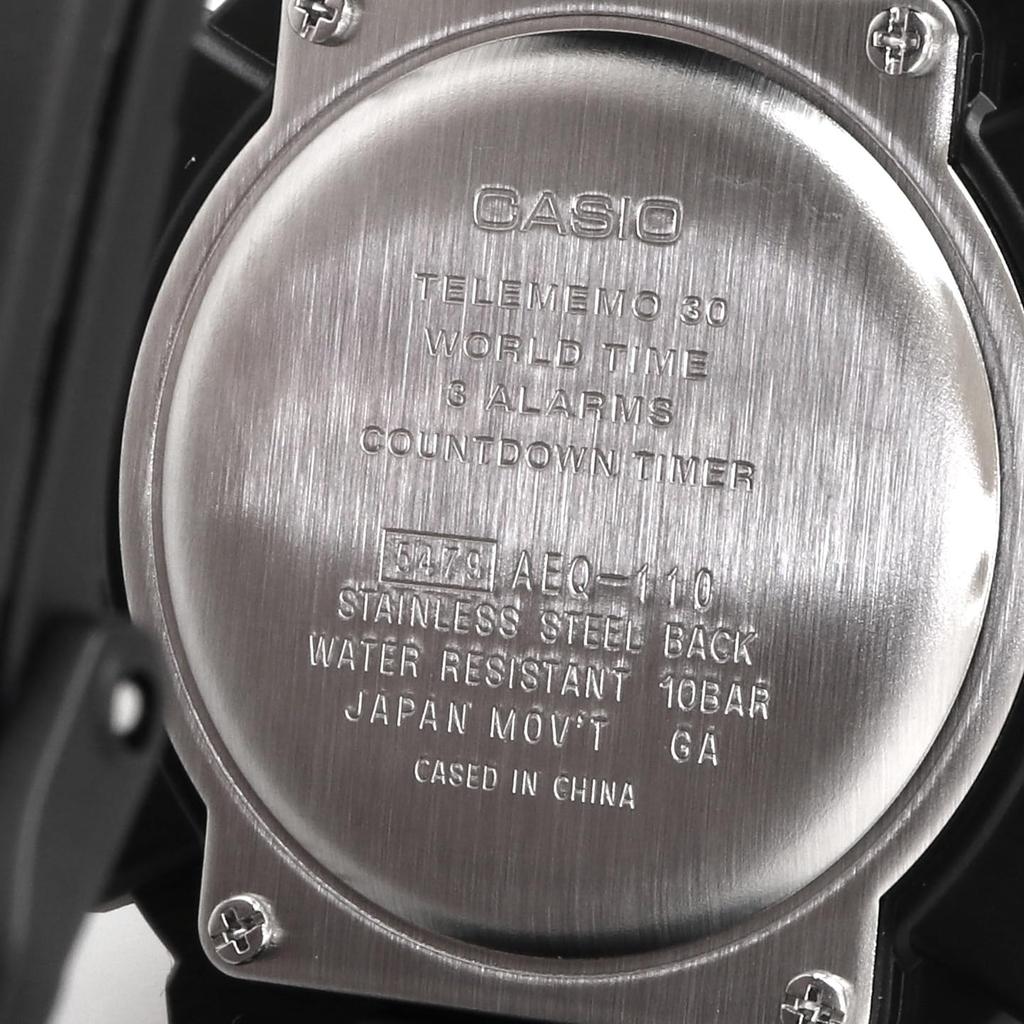 CASIO
TELEMEMO 30
WORLD TIME
3 ALARMS
COUNTDOWN TIMER
5479 AEQ-110
STAINLESS STEEL BACK
WATER RESISTANT 10BAR
JAPAN MOV'T GA
CASED IN CHINA